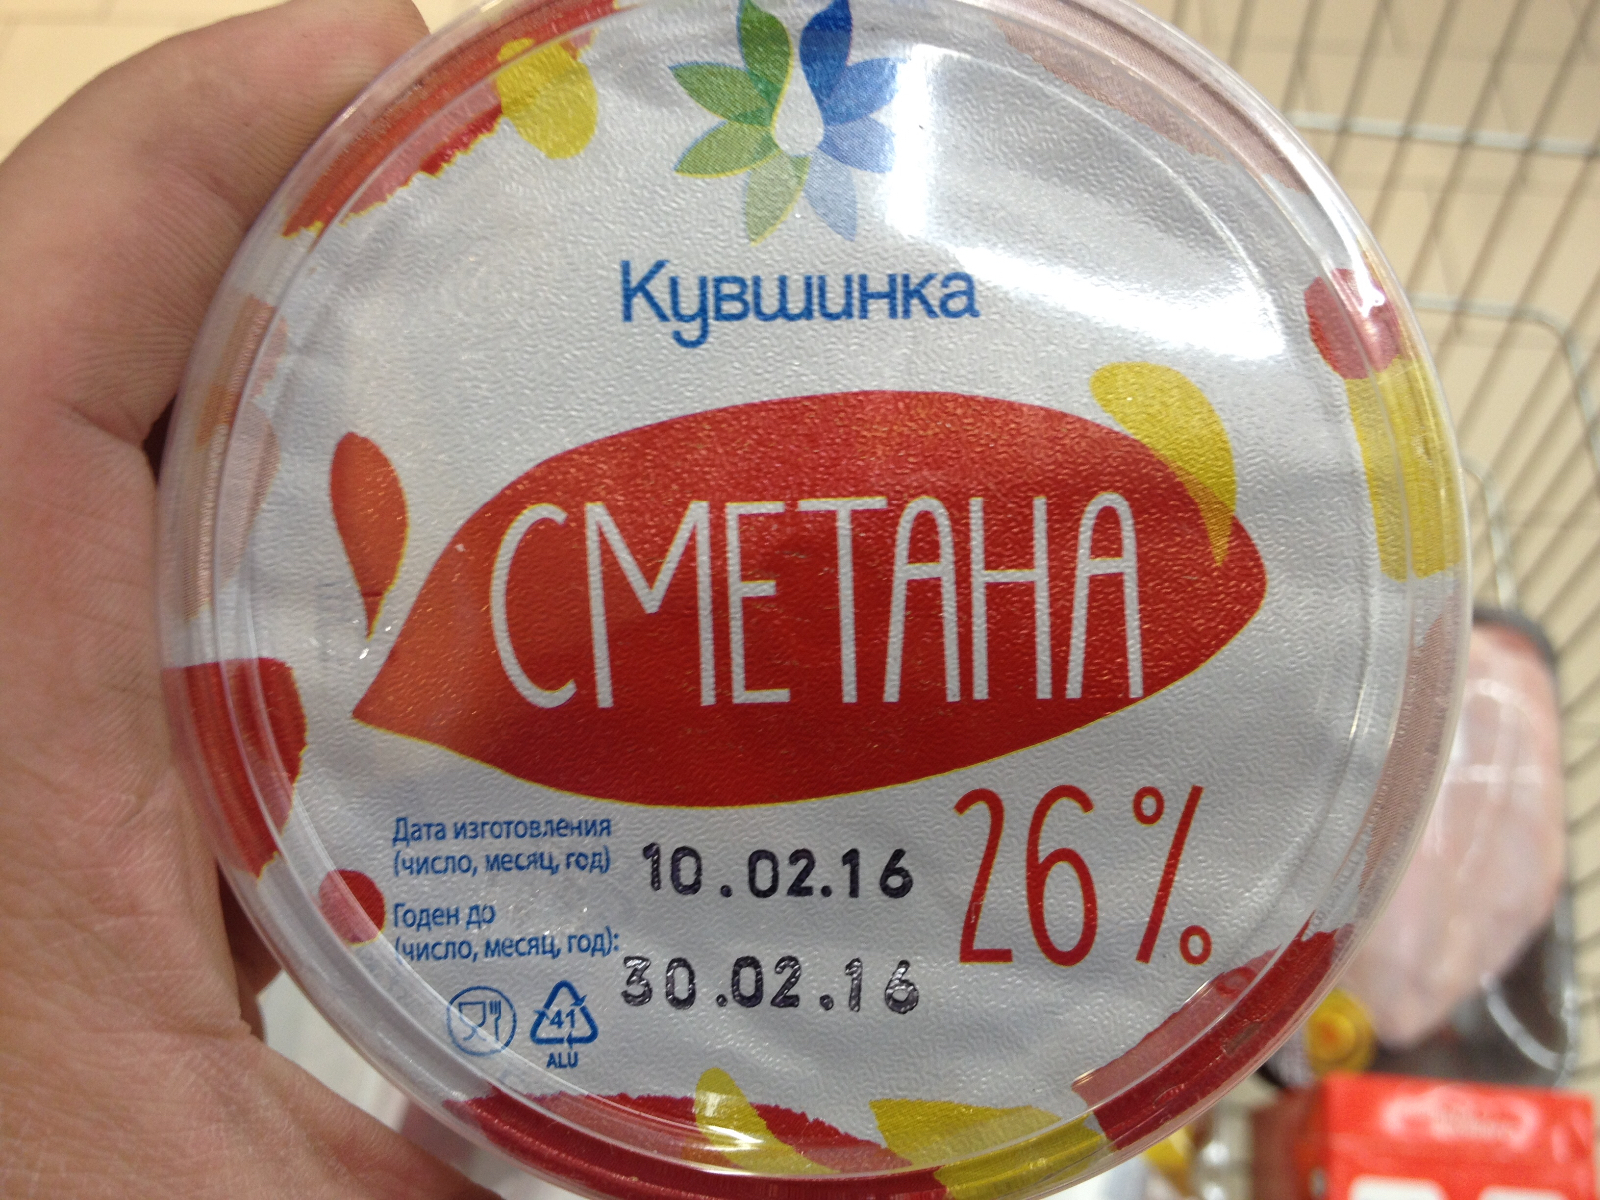 Кувшинка
СМЕТАНА
26%
Дата изготовления
(число, месяц, год)
10.02.16
Годен до
(число, месяц, год):
30.02.16
41
ALU